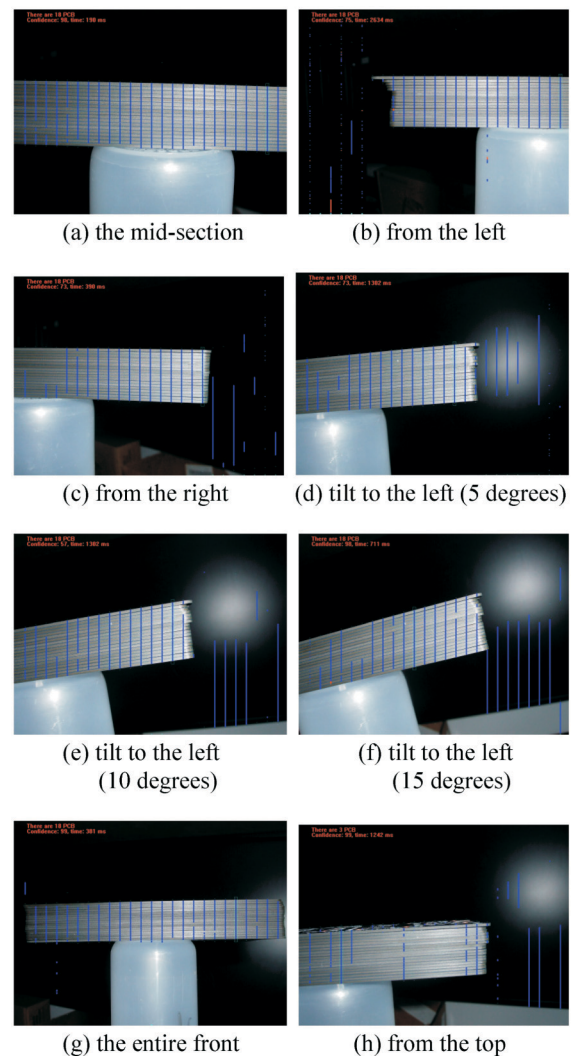 There are 18 PCB
Confidence: 98, time: 190 ms
There are 18 PCB
Confidence: 75, time: 2634 ms
(a) the mid-section
(b) from the left
There are 18 PCB
Confidence: 73, time: 390 ms
There are 18 PCB
Confidence: 73, time: 1302 ms
(c) from the right
(d) tilt to the left (5 degrees)
There are 18 PCB
Confidence: 57, time: 1302 ms
There are 18 PCB
Confidence: 98, time: 711 ms
(e) tilt to the left
(10 degrees)
(f) tilt to the left
(15 degrees)
There are 18 PCB
Confidence: 99, time: 381 ms
There are 3 PCB
Confidence: 99, time: 1242 ms
(g) the entire front
(h) from the top